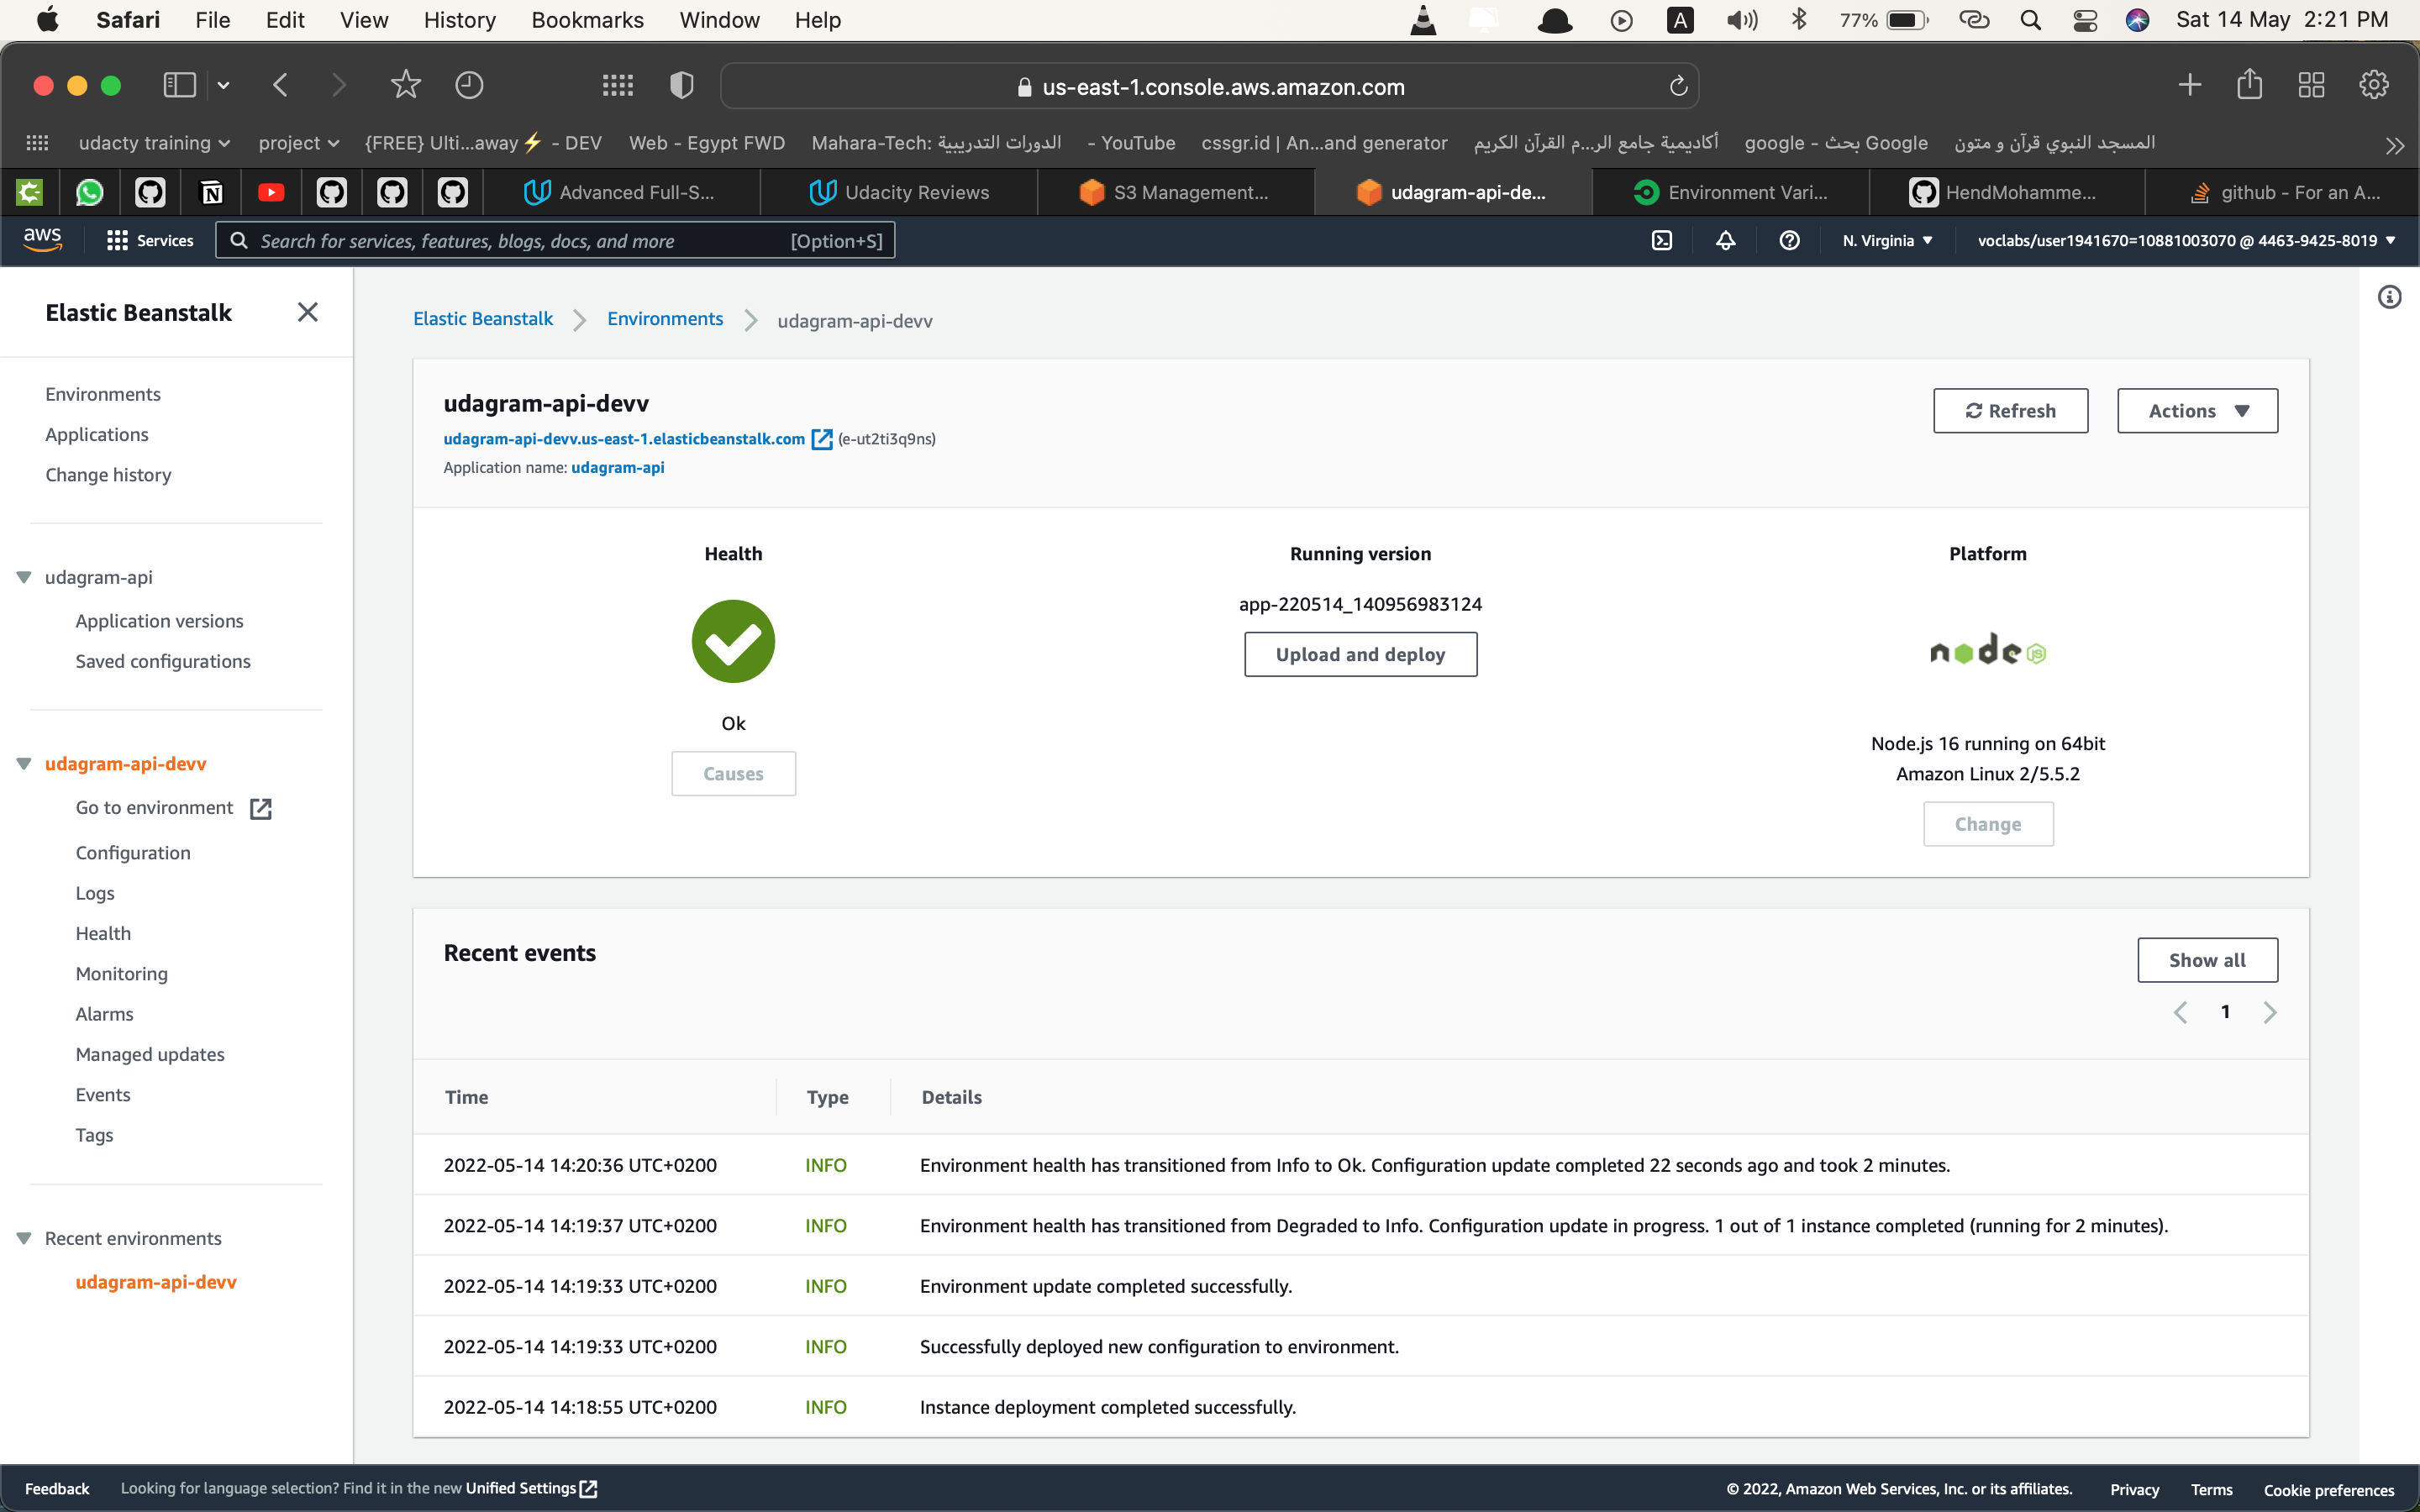 Safari File Edit View History Bookmarks Window Help A 77% Sat 14 May 2:21 PM
us-east-1.console.aws.amazon.com
udacty training project {FREE} Ulti...away⚡ - DEV Web - Egypt FWD Mahara-Tech: الدورات التدريبية - YouTube cssgr.id | An...and generator أكاديمية جامع الر...م القرآن الكريم google - بحث Google المسجد النبوي قرآن و متون
Advanced Full-S... Udacity Reviews S3 Management... udagram-api-de... Environment Vari... HendMohamme... github - For an A...
aws Services Search for services, features, blogs, docs, and more [Option+S] N. Virginia voclabs/user1941670=10881003070 @ 4463-9425-8019
Elastic Beanstalk
Environments
Applications
Change history
udagram-api
Application versions
Saved configurations
udagram-api-devv
Go to environment
Configuration
Logs
Health
Monitoring
Alarms
Managed updates
Events
Tags
Recent environments
udagram-api-devv
Elastic Beanstalk Environments udagram-api-devv
udagram-api-devv
udagram-api-devv.us-east-1.elasticbeanstalk.com (e-ut2ti3q9ns)
Application name: udagram-api
Refresh Actions
Health
Ok
Causes
Running version
app-220514_140956983124
Upload and deploy
Platform
node js
Node.js 16 running on 64bit
Amazon Linux 2/5.5.2
Change
Recent events
Show all
1
Time Type Details
2022-05-14 14:20:36 UTC+0200 INFO Environment health has transitioned from Info to Ok. Configuration update completed 22 seconds ago and took 2 minutes.
2022-05-14 14:19:37 UTC+0200 INFO Environment health has transitioned from Degraded to Info. Configuration update in progress. 1 out of 1 instance completed (running for 2 minutes).
2022-05-14 14:19:33 UTC+0200 INFO Environment update completed successfully.
2022-05-14 14:19:33 UTC+0200 INFO Successfully deployed new configuration to environment.
2022-05-14 14:18:55 UTC+0200 INFO Instance deployment completed successfully.
Feedback Looking for language selection? Find it in the new Unified Settings © 2022, Amazon Web Services, Inc. or its affiliates. Privacy Terms Cookie preferences